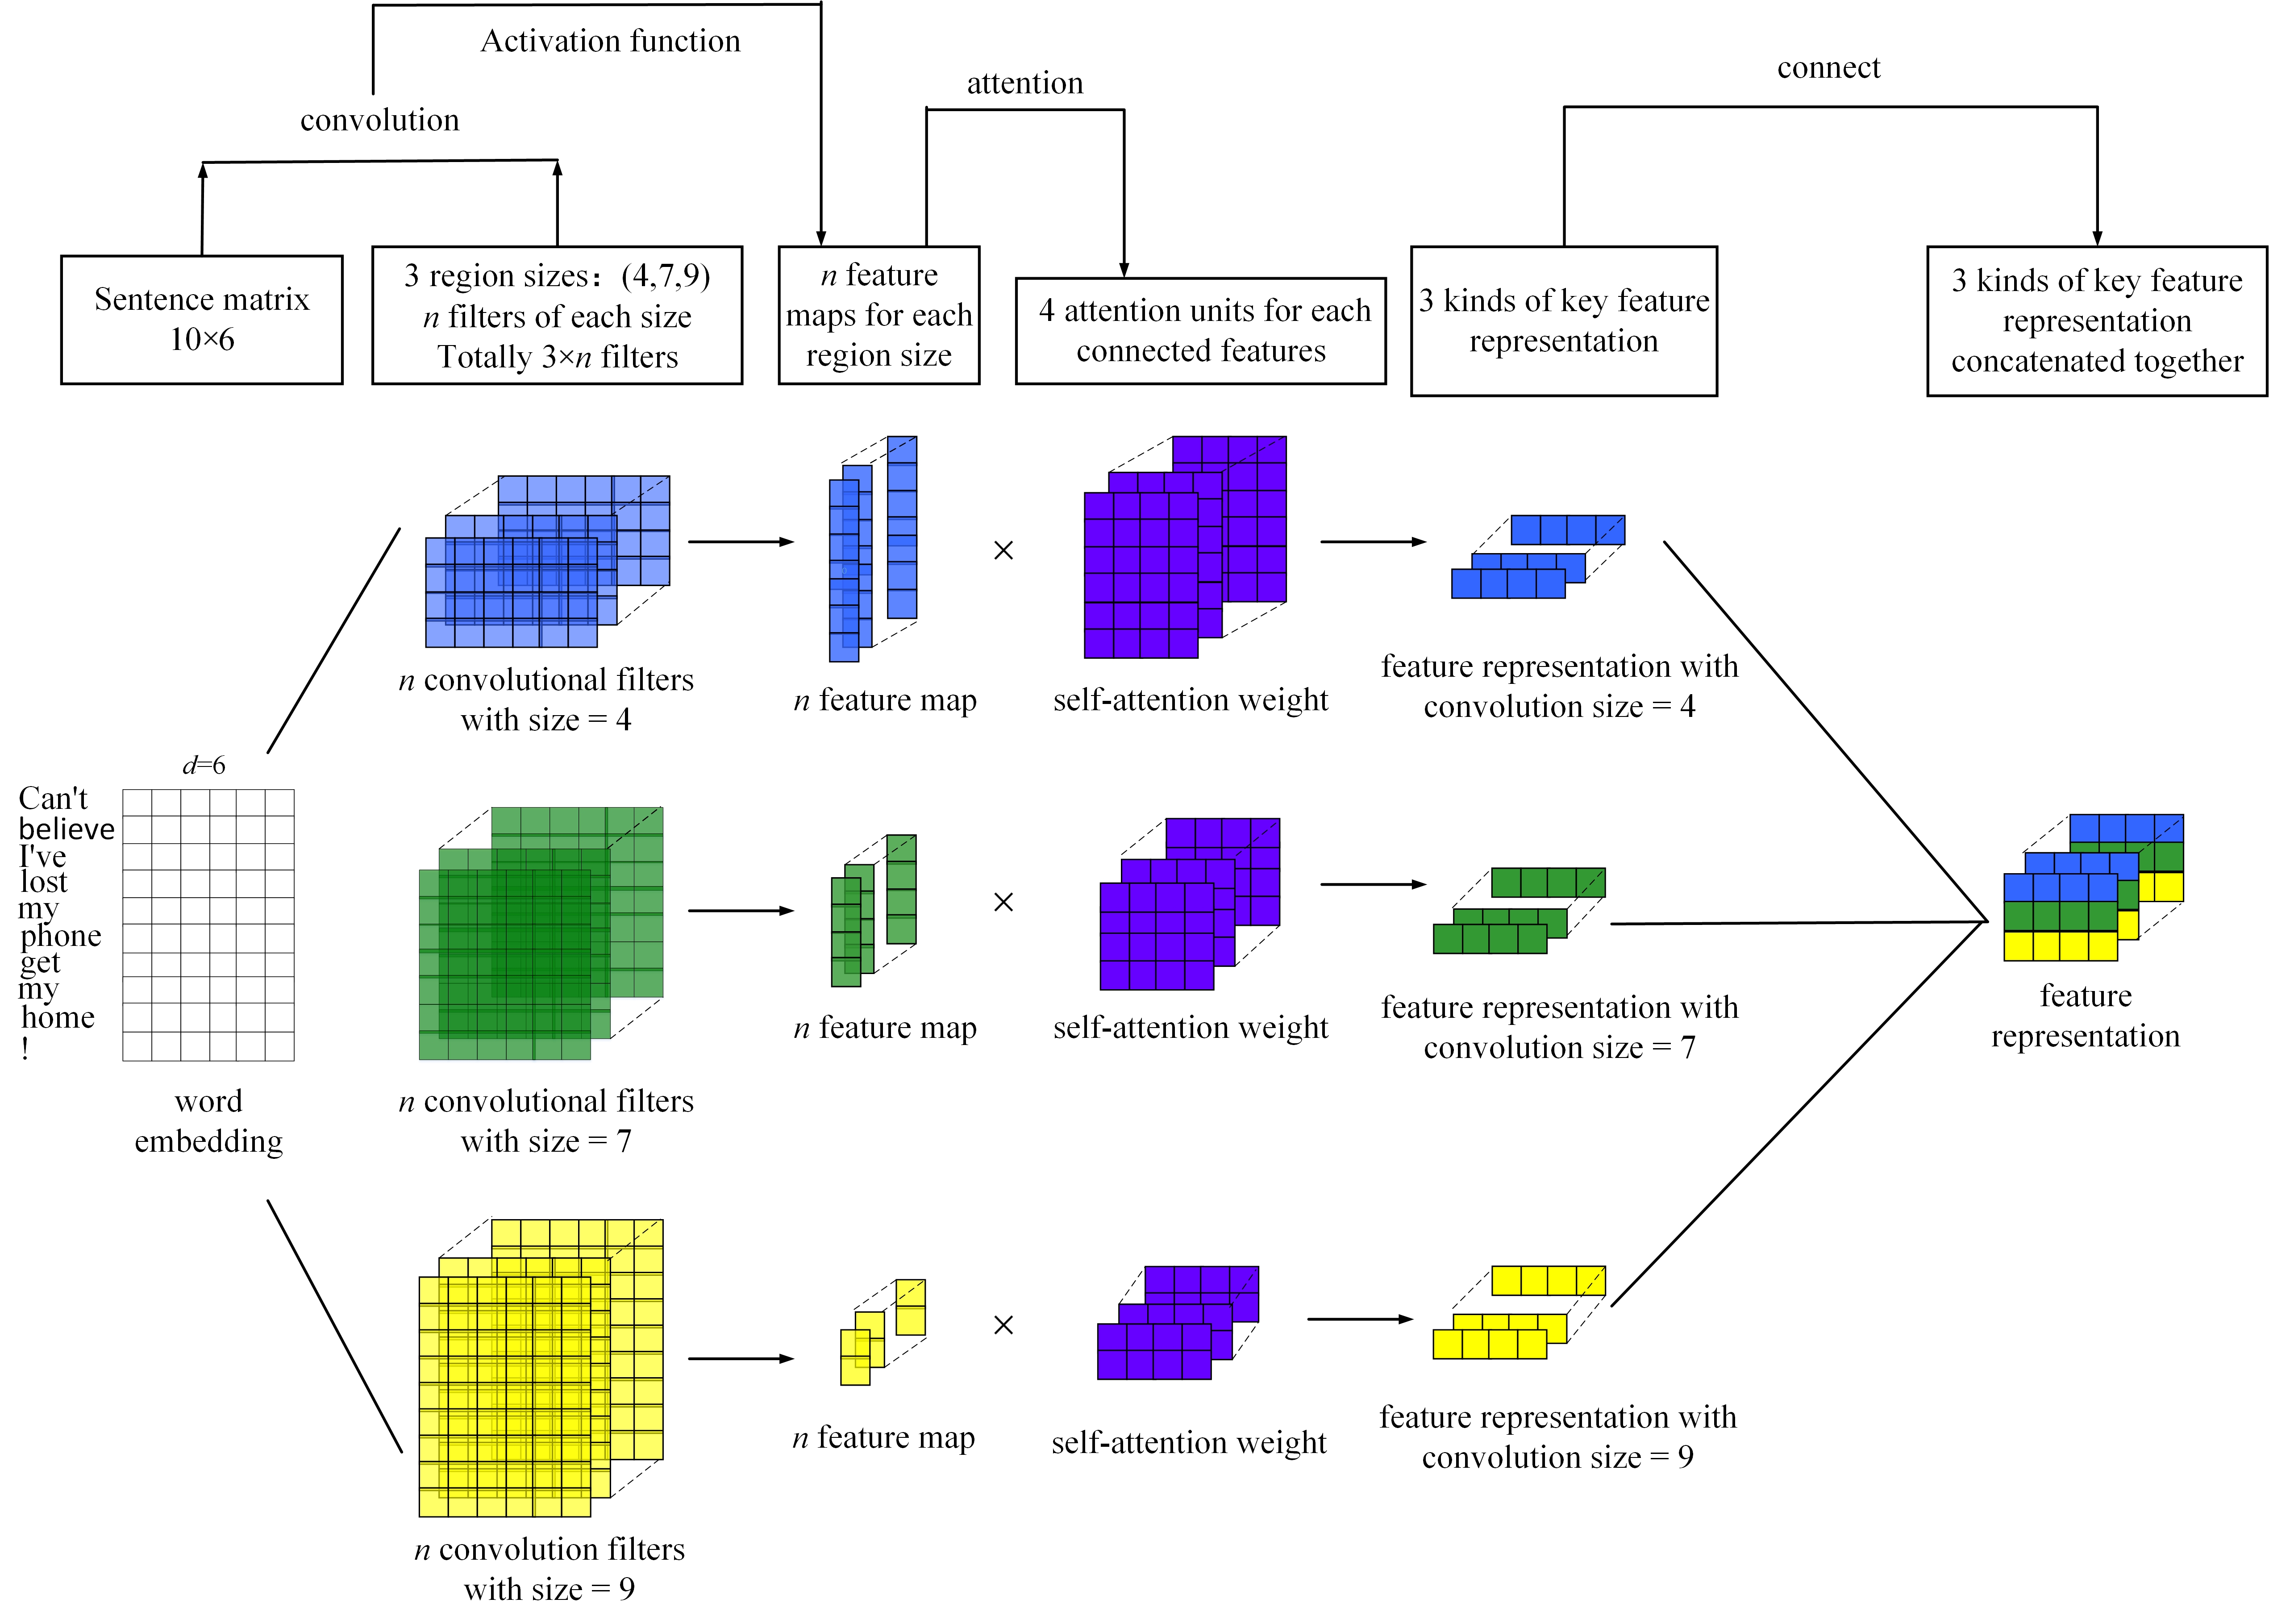 Activation function
convolution
attention
connect
Sentence matrix
10×6
3 region sizes：(4,7,9)
n filters of each size
Totally 3×n filters
n feature
maps for each
region size
4 attention units for each
connected features
3 kinds of key feature
representation
3 kinds of key feature
representation
concatenated together
n convolutional filters
with size = 4
n feature map
×
self-attention weight
feature representation with
convolution size = 4
d=6
Can't
believe
I've
lost
my
phone
get
my
home
!
word
embedding
n convolutional filters
with size = 7
n feature map
×
self-attention weight
feature representation with
convolution size = 7
feature
representation
n convolution filters
with size = 9
n feature map
×
self-attention weight
feature representation with
convolution size = 9